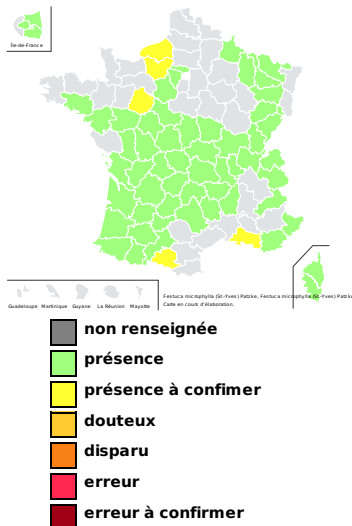 Île-de-France
Guadeloupe Martinique Guyane La Réunion Mayotte
Festuca microphylla (St.-Yves) Patzke, Festuca microphylla (St.-Yves) Patzke
Carte en cours d'élaboration.
non renseignée
présence
présence à confimer
douteux
disparu
erreur
erreur à confirmer